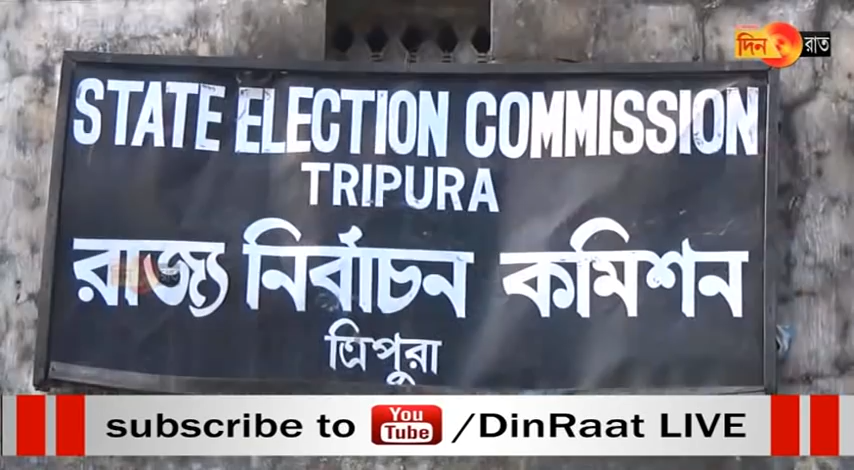 দিন রাত
STATE ELECTION COMMISSION
TRIPURA
রাজ্য নির্বাচন কমিশন
ত্রিপুরা
subscribe to You Tube /DinRaat LIVE